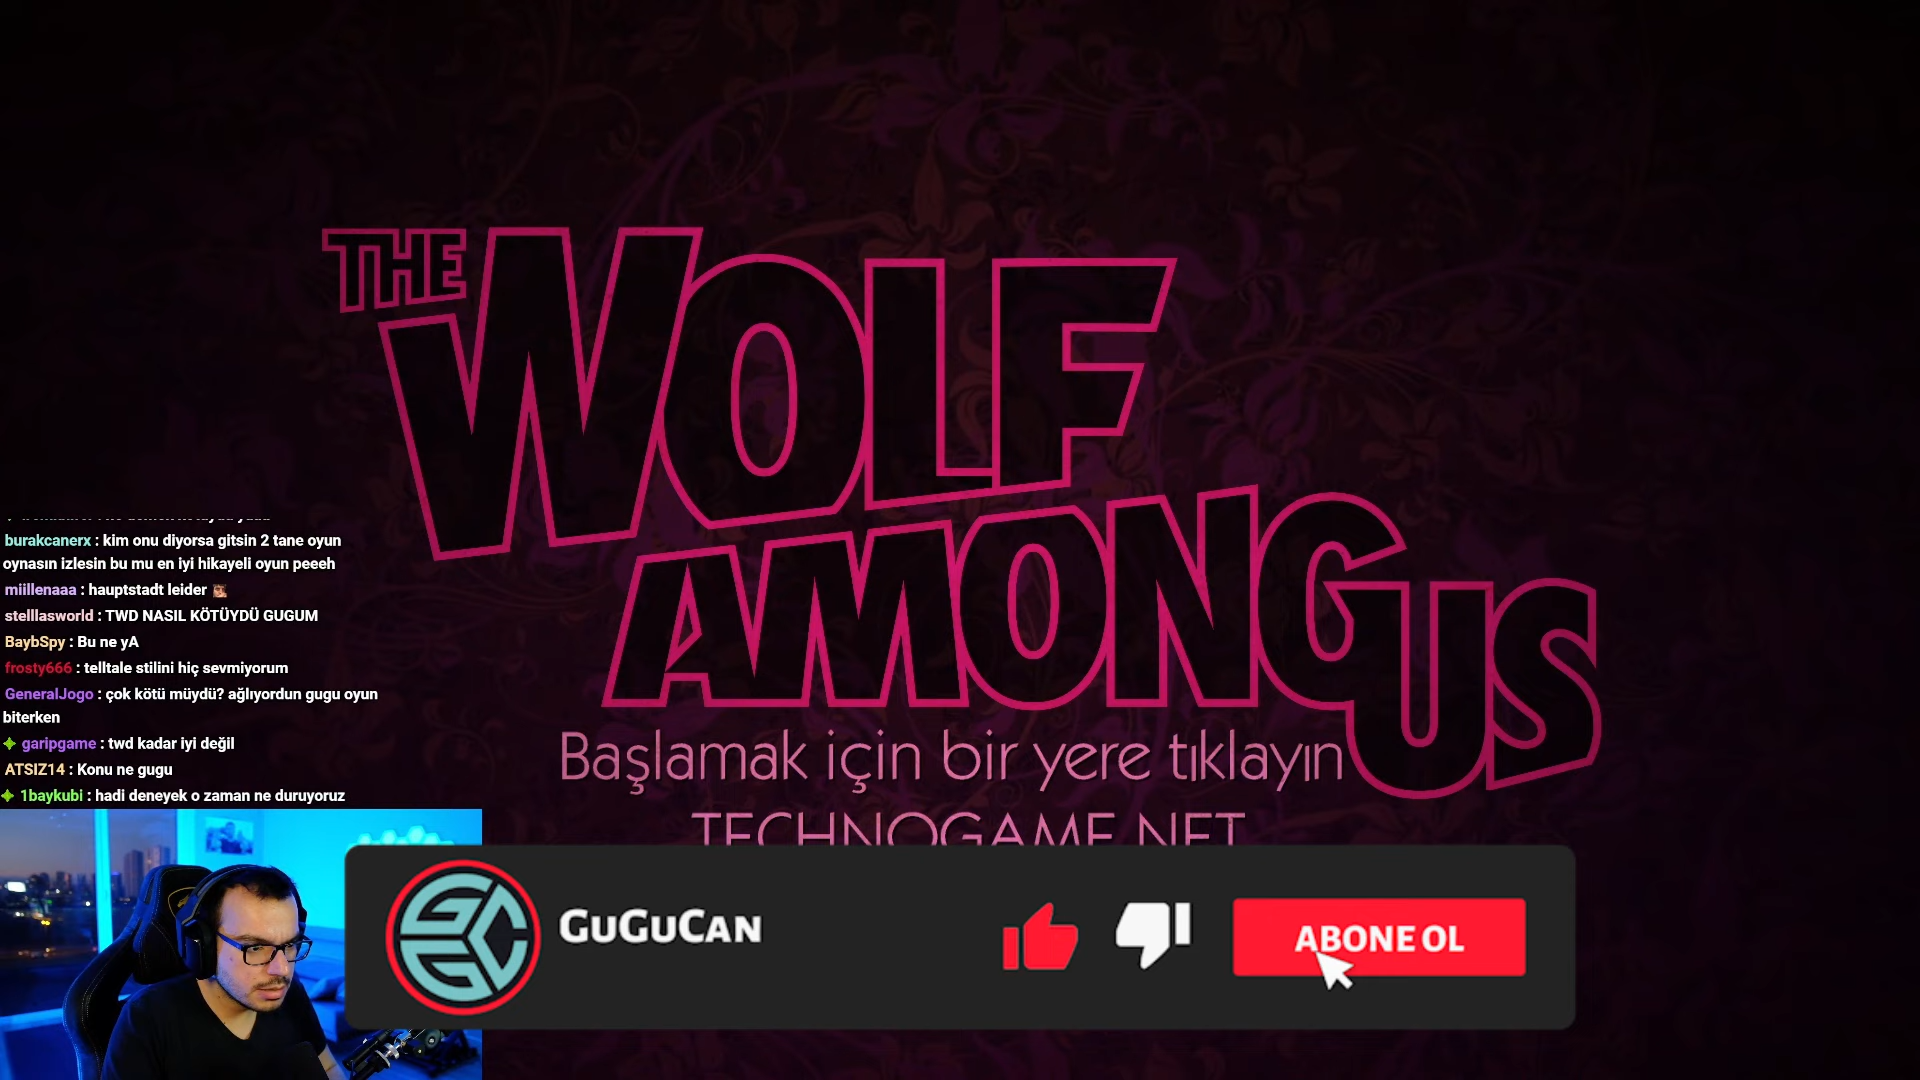 THE
WOLF
AMONG
US
Başlamak için bir yere tıklayın
TECHNOGAME.NET
burakcanerx : kim onu diyorsa gitsin 2 tane oyun
oynasın izlesin bu mu en iyi hikayeli oyun peeeh
miillenaaa : hauptstadt leider
stelllasworld : TWD NASIL KÖTÜYDÜ GUGUM
BaybSpy : Bu ne yA
frosty666 : telltale stilini hiç sevmiyorum
GeneralJogo : çok kötü müydü? ağlıyordun gugu oyun
biterken
garipgame : twd kadar iyi değil
ATSIZ14 : Konu ne gugu
1baykubi : hadi deneyek o zaman ne duruyoruz
GUGUCAN
ABONE OL